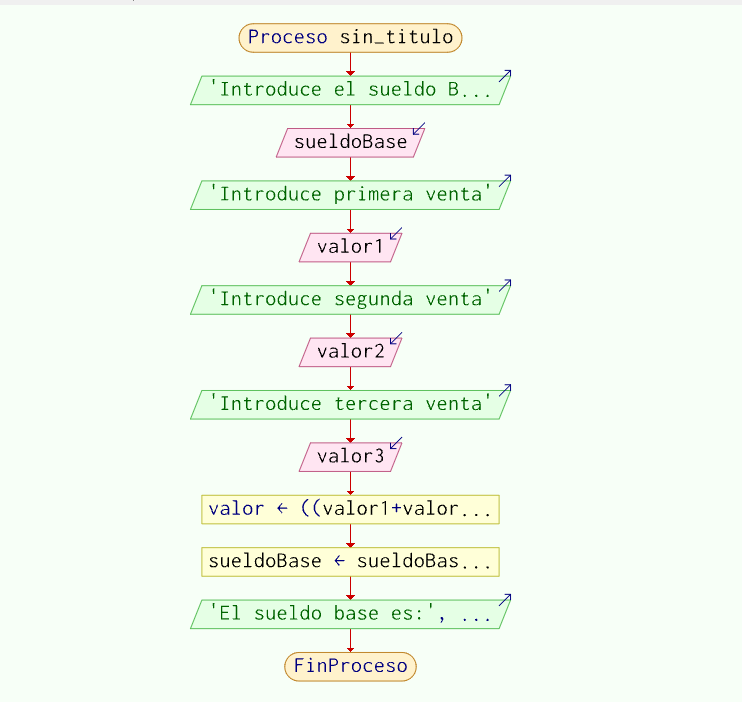 Proceso sin_titulo
'Introduce el sueldo B...
sueldoBase
'Introduce primera venta'
valor1
'Introduce segunda venta'
valor2
'Introduce tercera venta'
valor3
valor ← ((valor1+valor...
sueldoBase ← sueldoBas...
'El sueldo base es:', ...
FinProceso